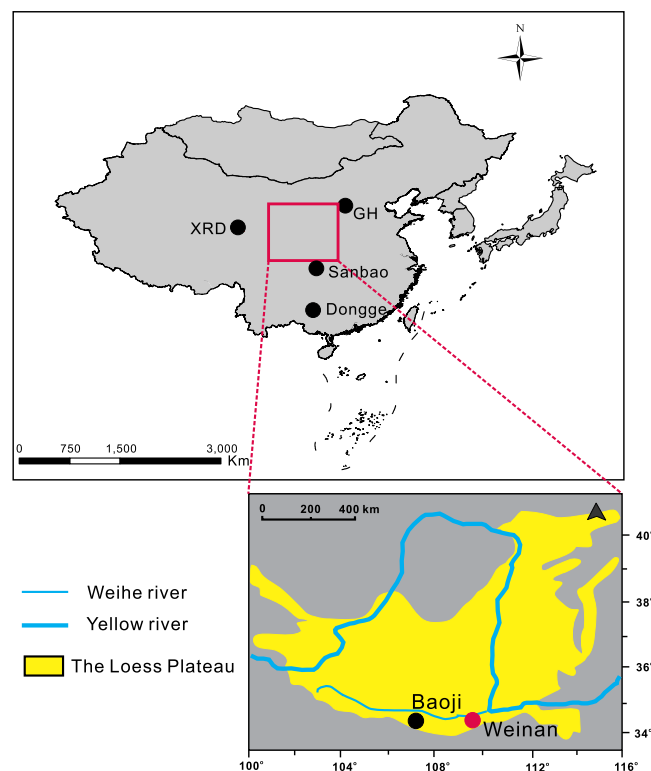 N
XRD
GH
Sanbao
Dongge
0 750 1,500 3,000
Km
0 200 400 km
40°
38°
36°
34°
Weihe river
Yellow river
The Loess Plateau
Baoji
Weinan
100° 104° 108° 112° 116°